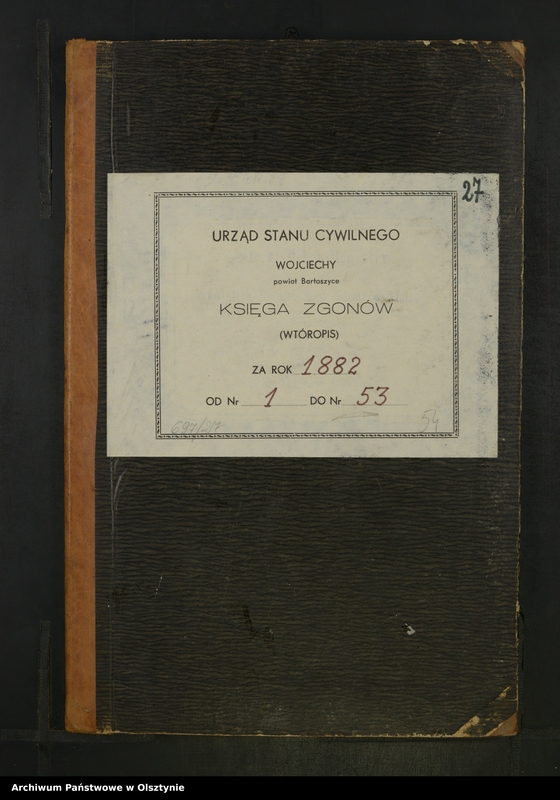 27
URZĄD STANU CYWILNEGO
WOJCIECHY
powiat Bartoszyce
KSIĘGA ZGONÓW
(WTÓROPIS)
ZA ROK 1882
OD Nr 1 DO Nr 53
54
Archiwum Państwowe w Olsztynie